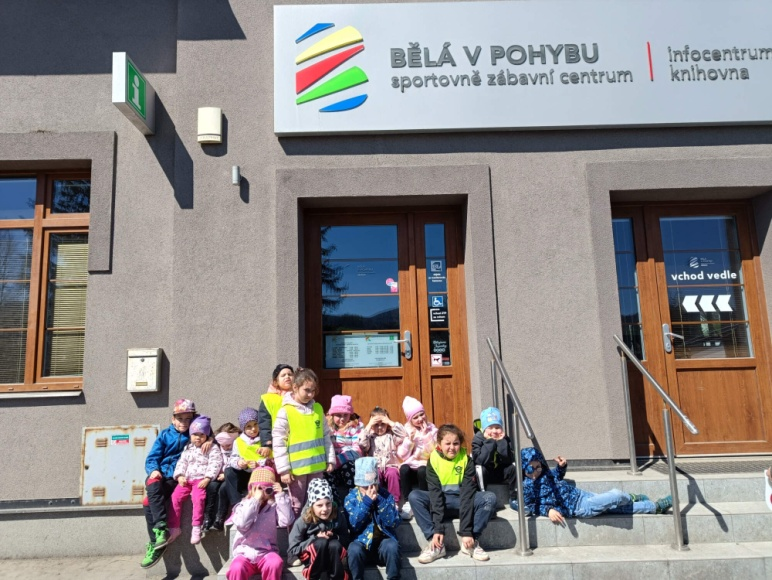 BĚLÁ V POHYBU
sportovně zábavní centrum
infocentrum
knihovna
i
vchod vedle